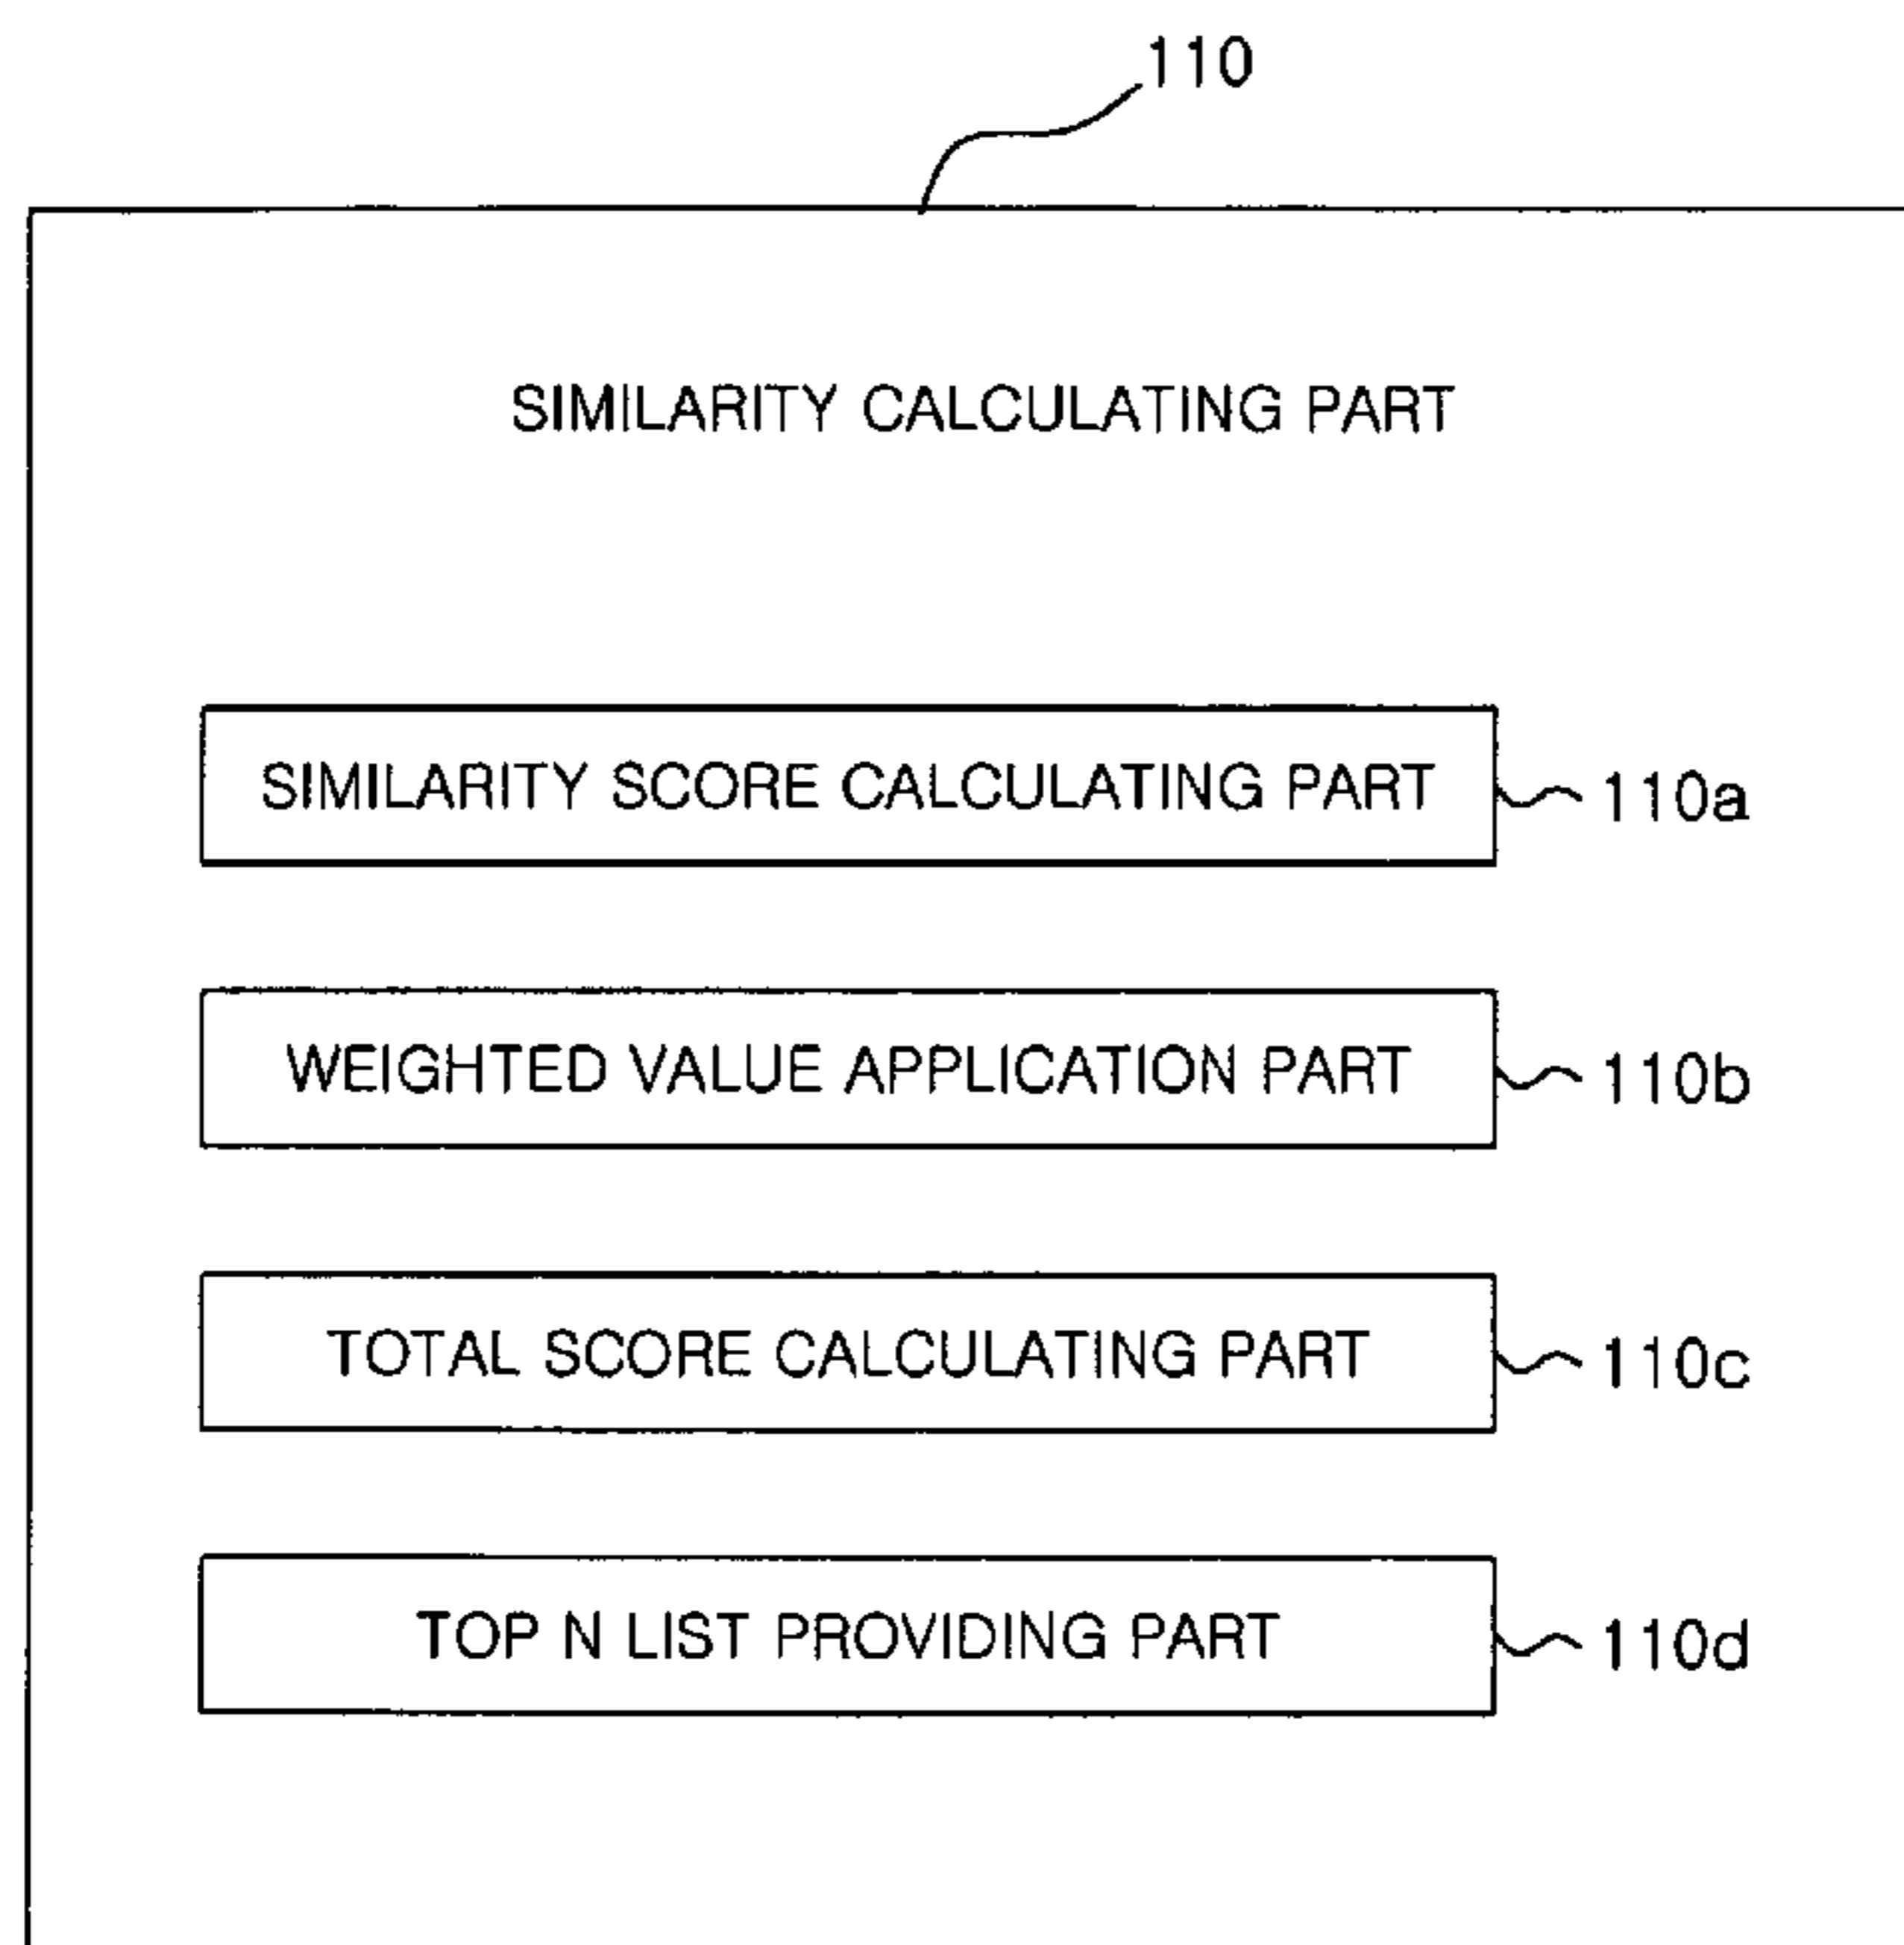 110
SIMILARITY CALCULATING PART
SIMILARITY SCORE CALCULATING PART 110a
WEIGHTED VALUE APPLICATION PART 110b
TOTAL SCORE CALCULATING PART 110c
TOP N LIST PROVIDING PART 110d